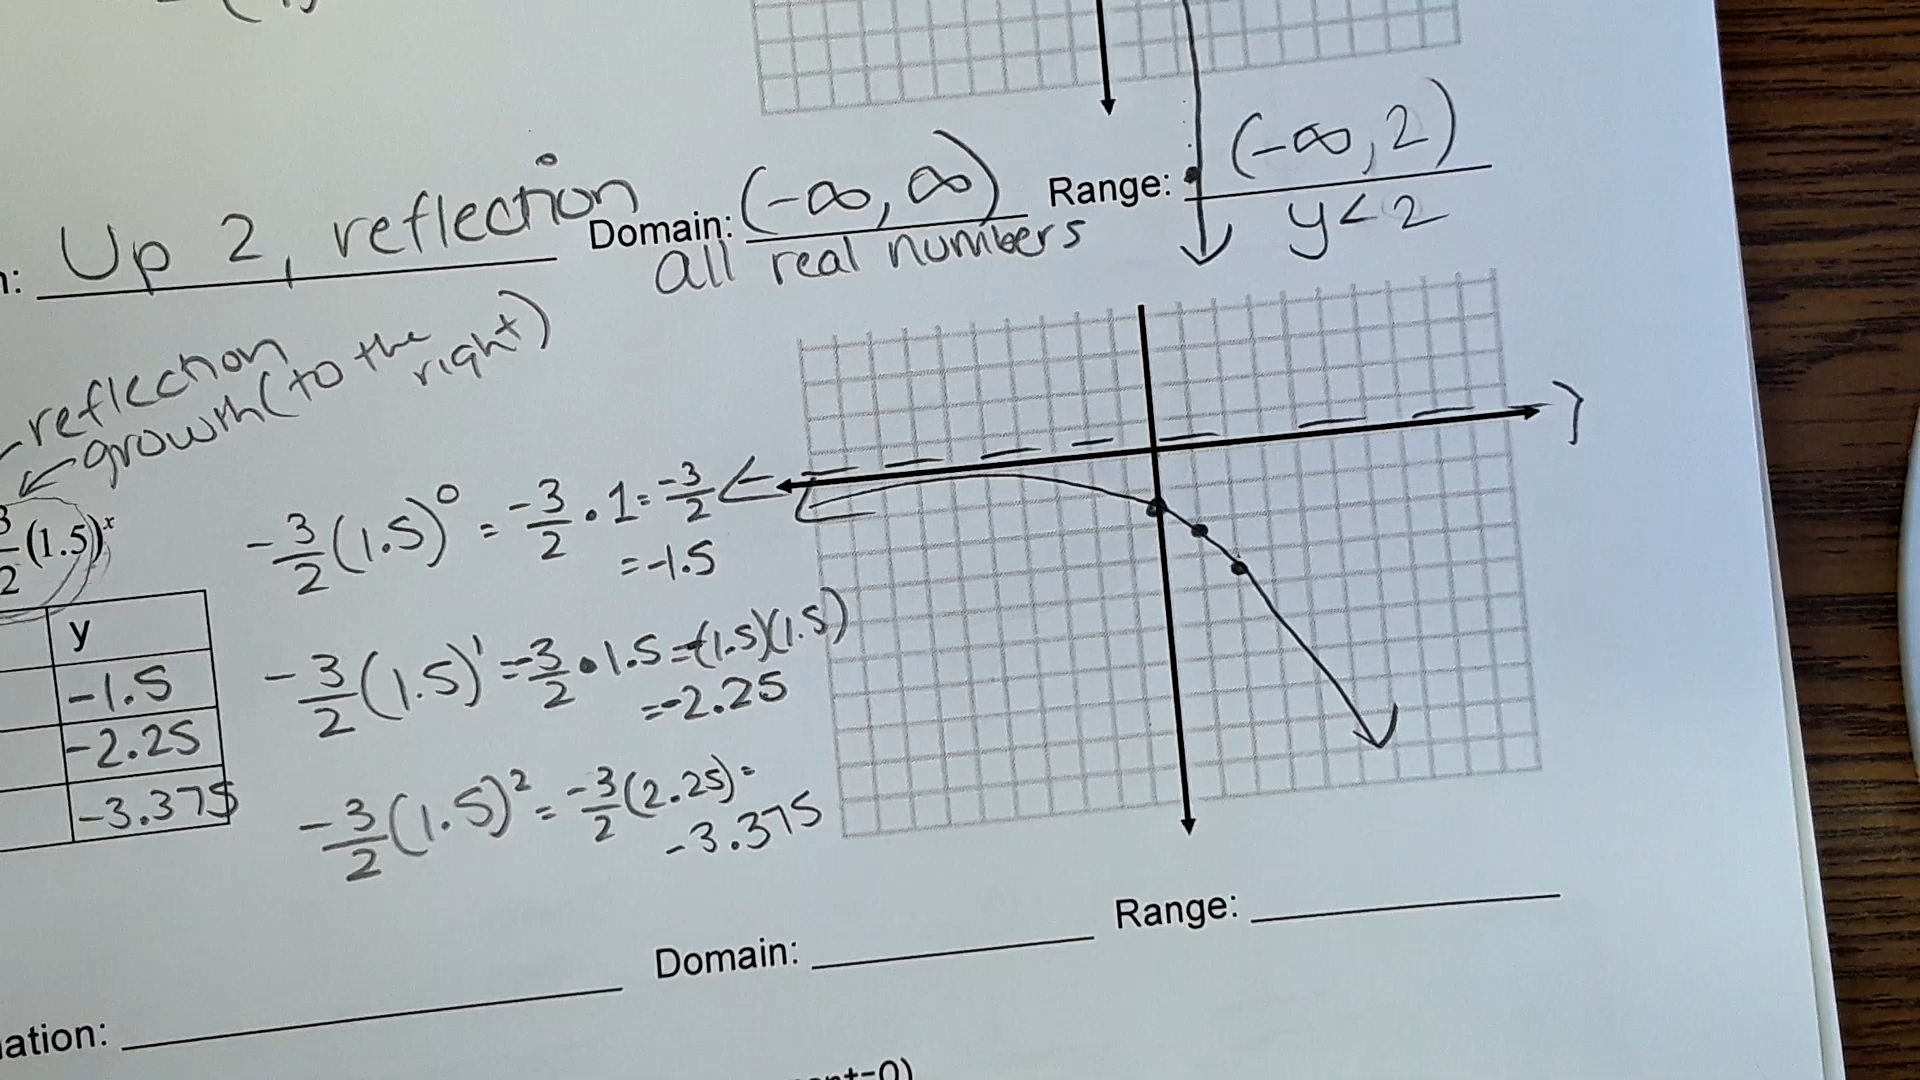 (-∞, 2)
Up 2, reflection Domain: (-∞, ∞) Range:
all real numbers y < 2
reflection
growth (to the right)
-3/2 (1.5)^0 = -3/2 · 1 = -3/2
= -1.5
3/2 (1.5)^x
y
-1.5
-3/2 (1.5)^1 = -3/2 · 1.5 = -(1.5)(1.5)
= -2.25
-2.25
-3/2 (1.5)^2 = -3/2 (2.25) =
-3.375
-3.375
Domain: Range:
ation: